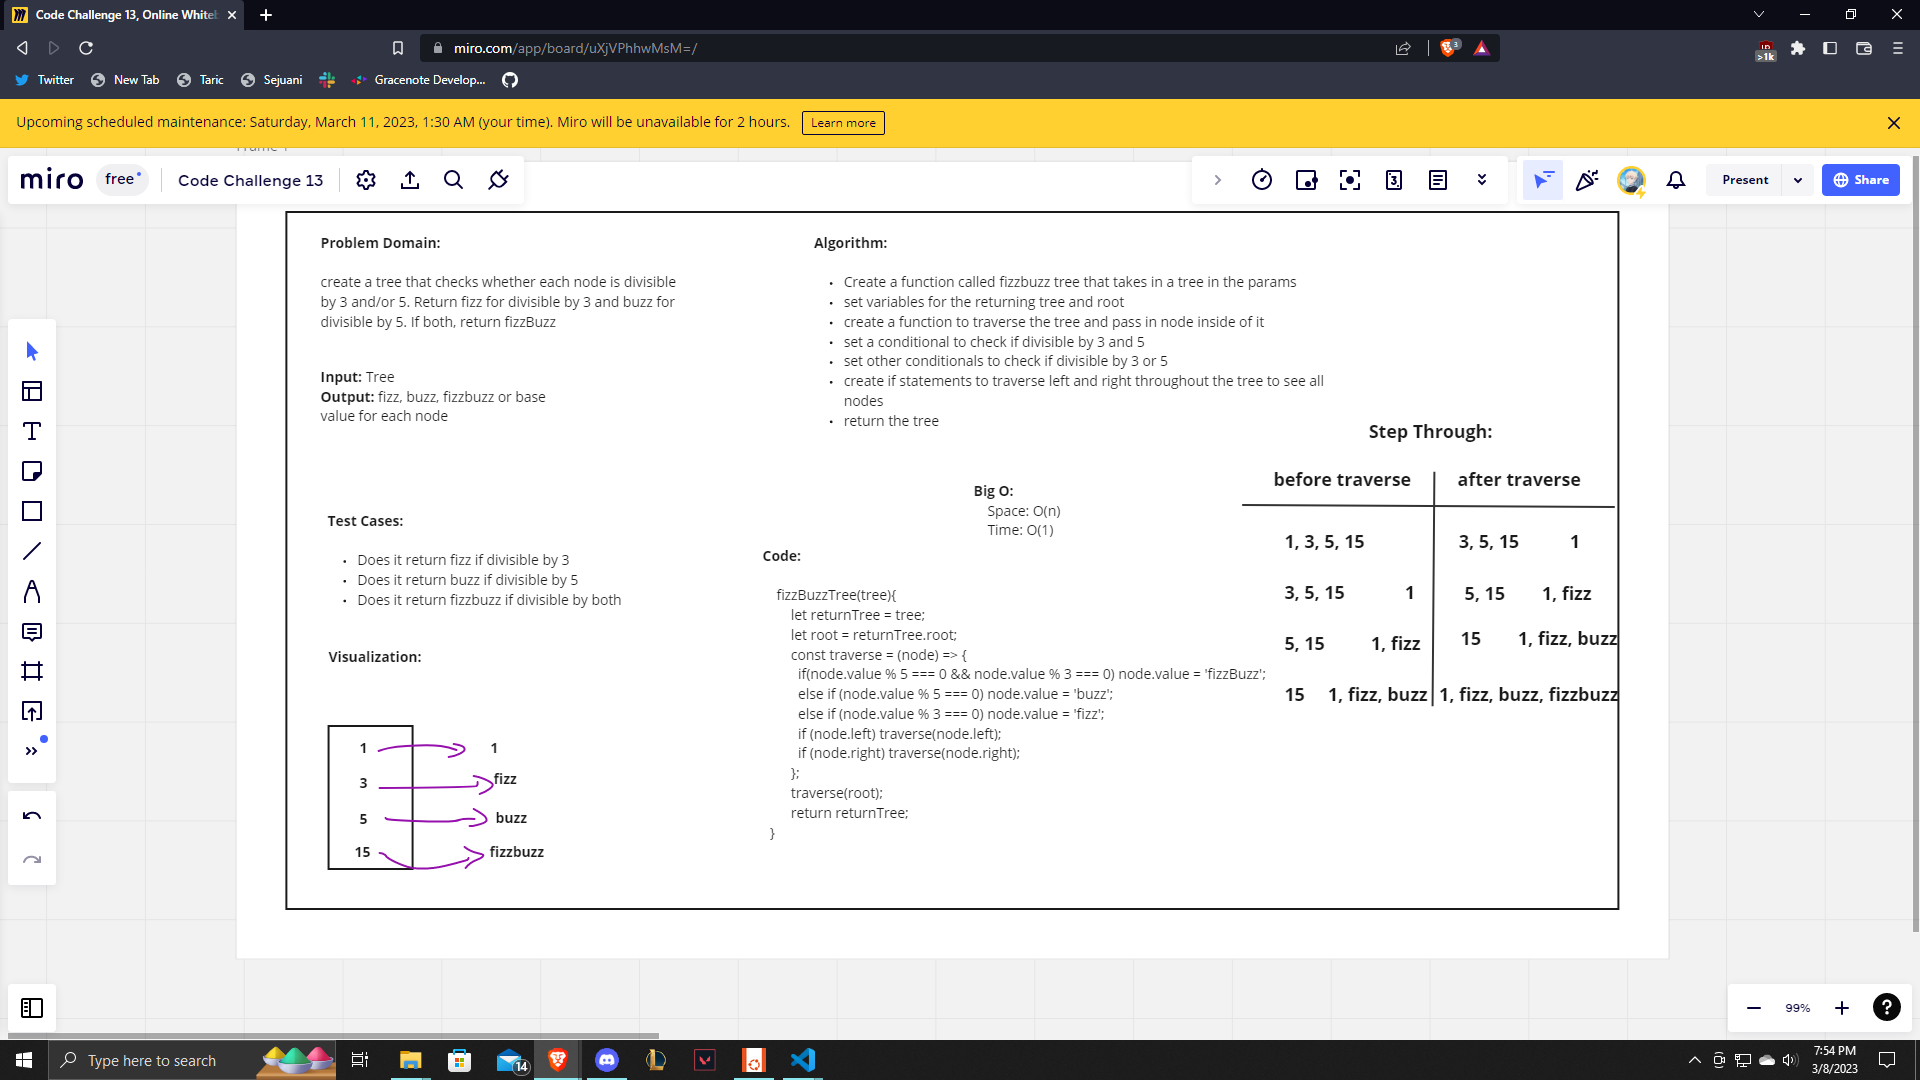 Code Challenge 13, Online Whiteb
miro.com/app/board/uXjVPhhwMsM=/
3
>1k
Twitter
New Tab
Taric
Sejuani
Gracenote Develop...
Upcoming scheduled maintenance: Saturday, March 11, 2023, 1:30 AM (your time). Miro will be unavailable for 2 hours.
Learn more
miro
free
Code Challenge 13
Present
Share
Problem Domain:
create a tree that checks whether each node is divisible
by 3 and/or 5. Return fizz for divisible by 3 and buzz for
divisible by 5. If both, return fizzBuzz
Input: Tree
Output: fizz, buzz, fizzbuzz or base
value for each node
Algorithm:
• Create a function called fizzbuzz tree that takes in a tree in the params
• set variables for the returning tree and root
• create a function to traverse the tree and pass in node inside of it
• set a conditional to check if divisible by 3 and 5
• set other conditionals to check if divisible by 3 or 5
• create if statements to traverse left and right throughout the tree to see all
nodes
• return the tree
Test Cases:
• Does it return fizz if divisible by 3
• Does it return buzz if divisible by 5
• Does it return fizzbuzz if divisible by both
Visualization:
1 1
3 fizz
5 buzz
15 fizzbuzz
Big O:
Space: O(n)
Time: O(1)
Code:
fizzBuzzTree(tree){
let returnTree = tree;
let root = returnTree.root;
const traverse = (node) => {
if(node.value % 5 === 0 && node.value % 3 === 0) node.value = 'fizzBuzz';
else if (node.value % 5 === 0) node.value = 'buzz';
else if (node.value % 3 === 0) node.value = 'fizz';
if (node.left) traverse(node.left);
if (node.right) traverse(node.right);
};
traverse(root);
return returnTree;
}
Step Through:
before traverse after traverse
1, 3, 5, 15 3, 5, 15 1
3, 5, 15 1 5, 15 1, fizz
5, 15 1, fizz 15 1, fizz, buzz
15 1, fizz, buzz 1, fizz, buzz, fizzbuzz
99%
Type here to search
14
7:54 PM
3/8/2023